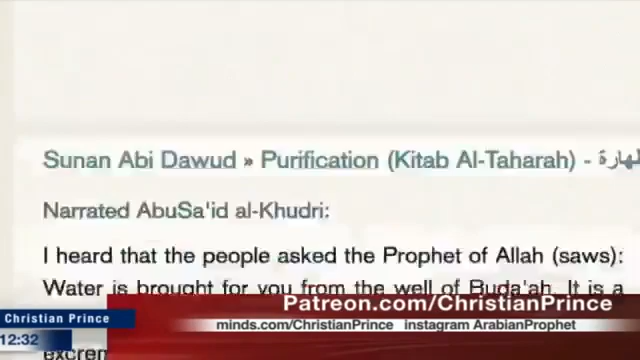 Sunan Abi Dawud » Purification (Kitab Al-Taharah) -
Narrated AbuSa'id al-Khudri:
I heard that the people asked the Prophet of Allah (saws):
Water is brought for you from the well of Buda'ah. It is a
Patreon.com/ChristianPrince
Christian Prince
minds.com/ChristianPrince instagram ArabianProphet
12:32